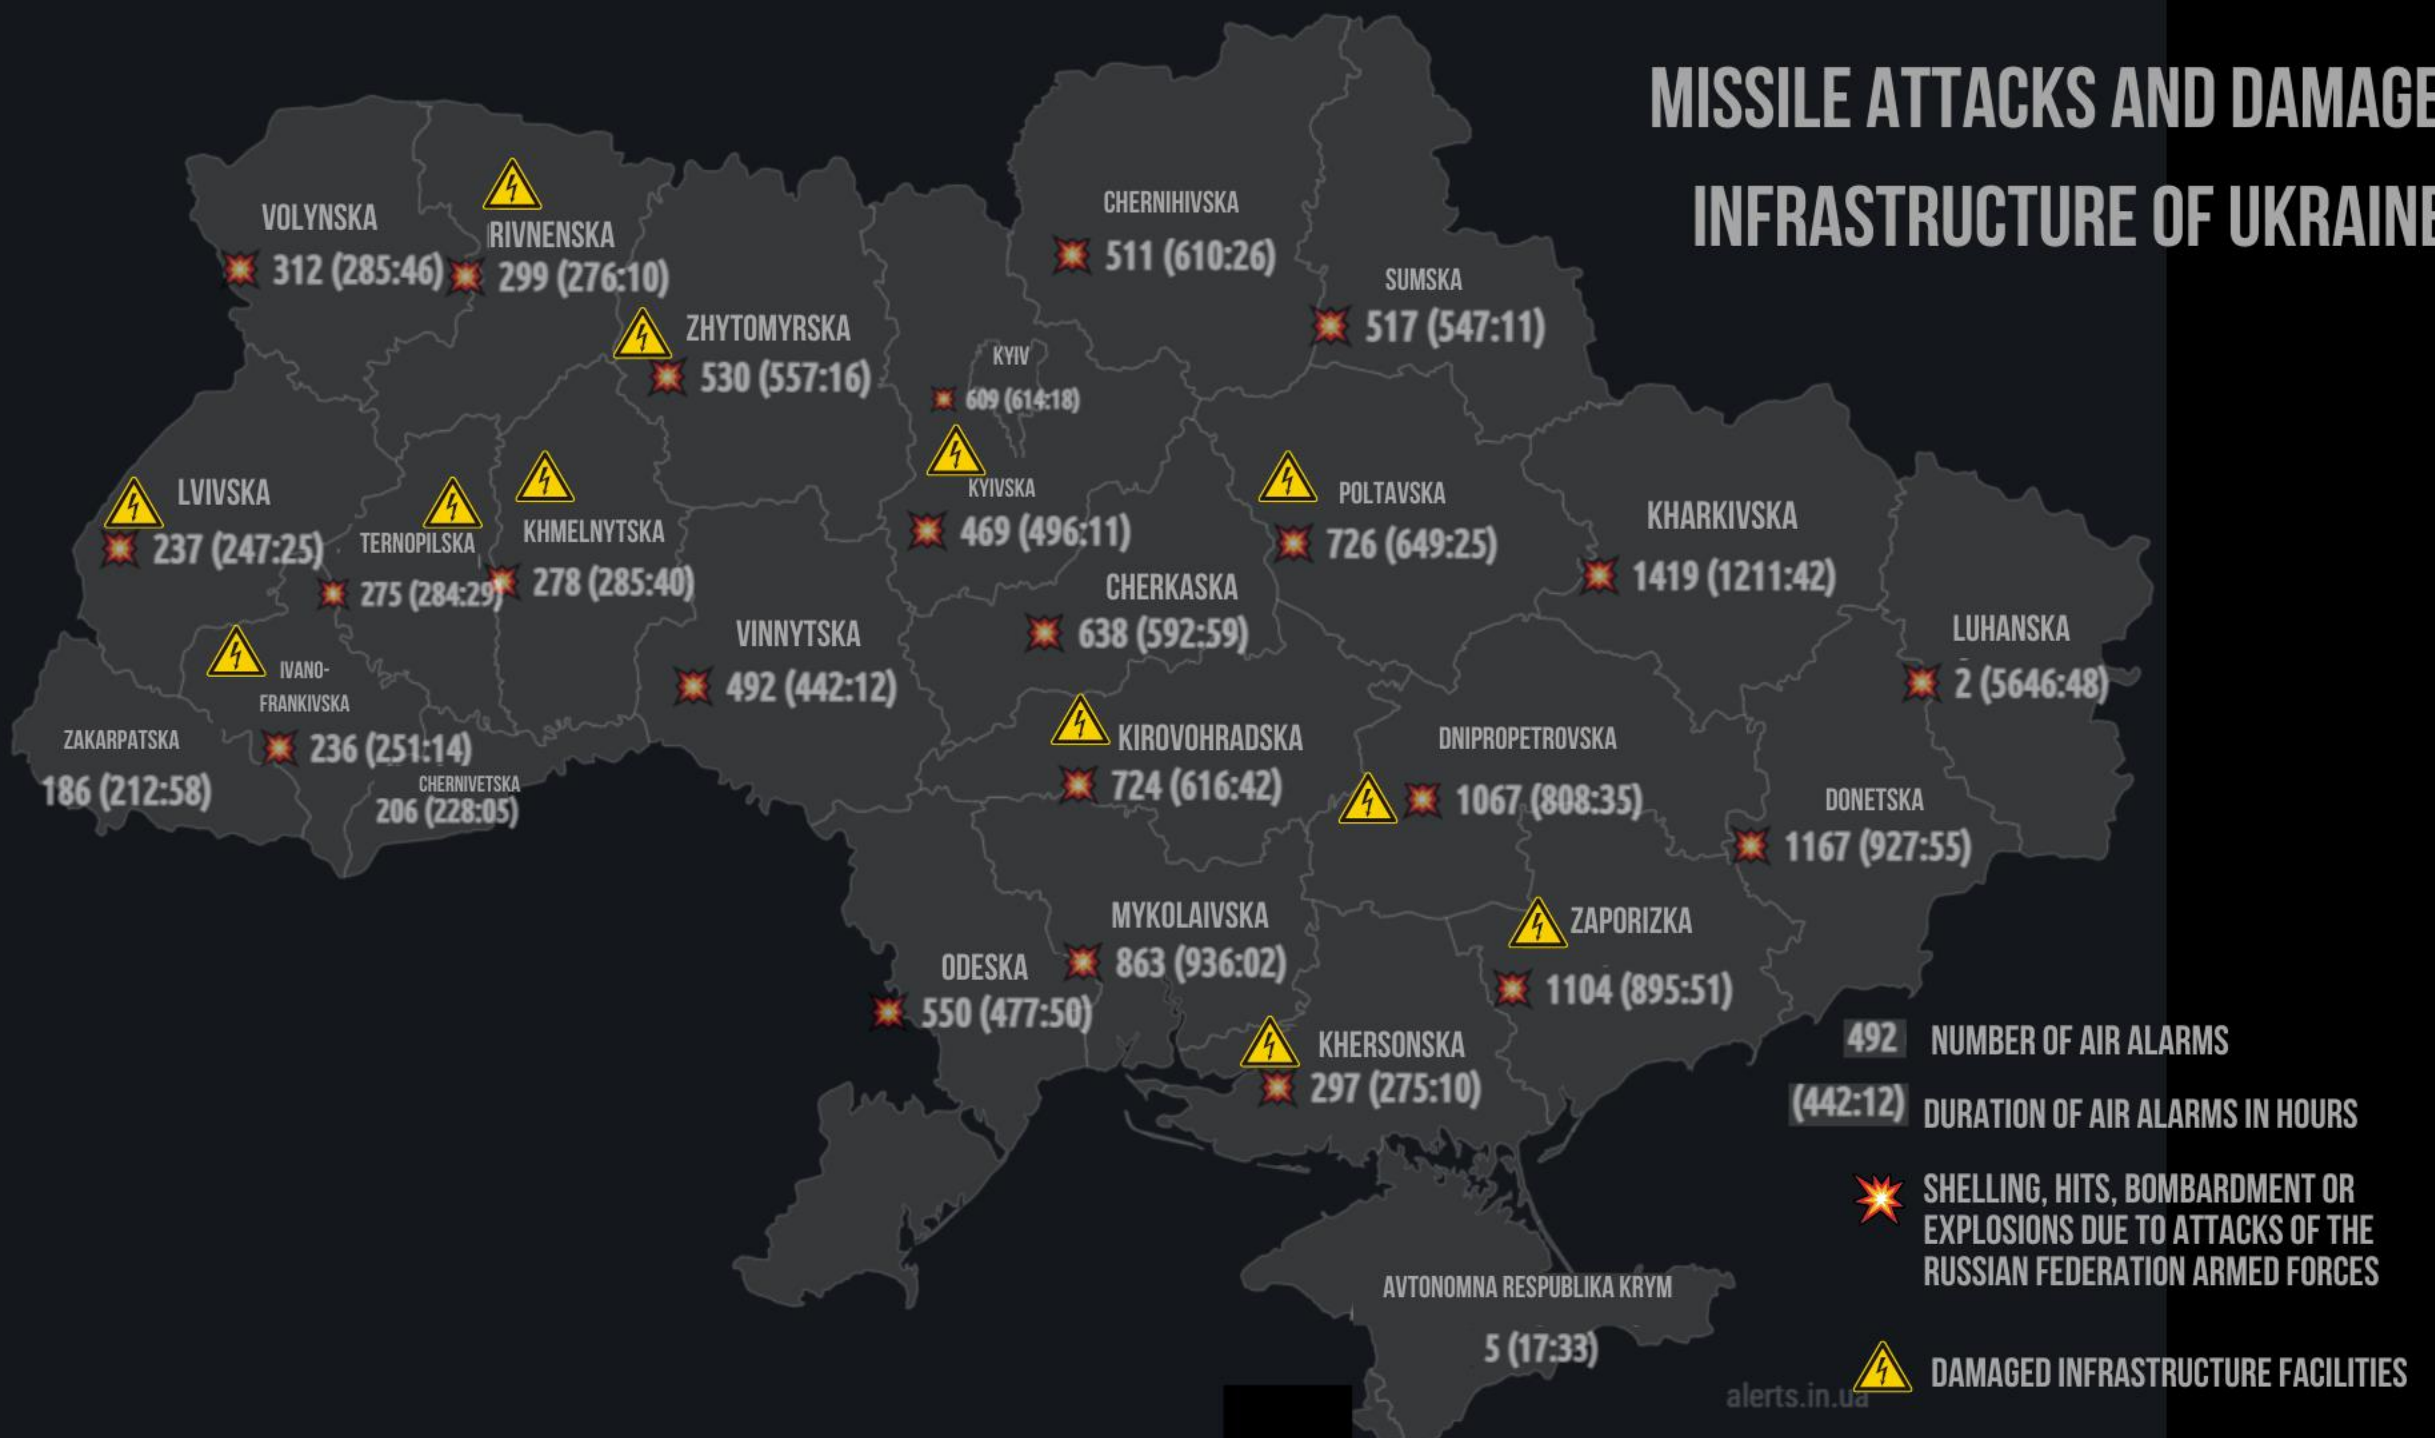 MISSILE ATTACKS AND DAMAGE
INFRASTRUCTURE OF UKRAINE
VOLYNSKA
312 (285:46)
RIVNENSKA
299 (276:10)
ZHYTOMYRSKA
530 (557:16)
KYIV
609 (614:18)
CHERNIHIVSKA
511 (610:26)
SUMSKA
517 (547:11)
LVIVSKA
237 (247:25)
TERNOPILSKA
275 (284:29)
KHMELNYTSKA
278 (285:40)
KYIVSKA
469 (496:11)
POLTAVSKA
726 (649:25)
KHARKIVSKA
1419 (1211:42)
CHERKASKA
638 (592:59)
VINNYTSKA
492 (442:12)
LUHANSKA
2 (5646:48)
IVANO-
FRANKIVSKA
236 (251:14)
ZAKARPATSKA
186 (212:58)
CHERNIVETSKA
206 (228:05)
KIROVOHRADSKA
724 (616:42)
DNIPROPETROVSKA
1067 (808:35)
DONETSKA
1167 (927:55)
MYKOLAIVSKA
863 (936:02)
ZAPORIZKA
1104 (895:51)
ODESKA
550 (477:50)
KHERSONSKA
297 (275:10)
AVTONOMNA RESPUBLIKA KRYM
5 (17:33)
492 NUMBER OF AIR ALARMS
(442:12) DURATION OF AIR ALARMS IN HOURS
SHELLING, HITS, BOMBARDMENT OR
EXPLOSIONS DUE TO ATTACKS OF THE
RUSSIAN FEDERATION ARMED FORCES
DAMAGED INFRASTRUCTURE FACILITIES
alerts.in.ua